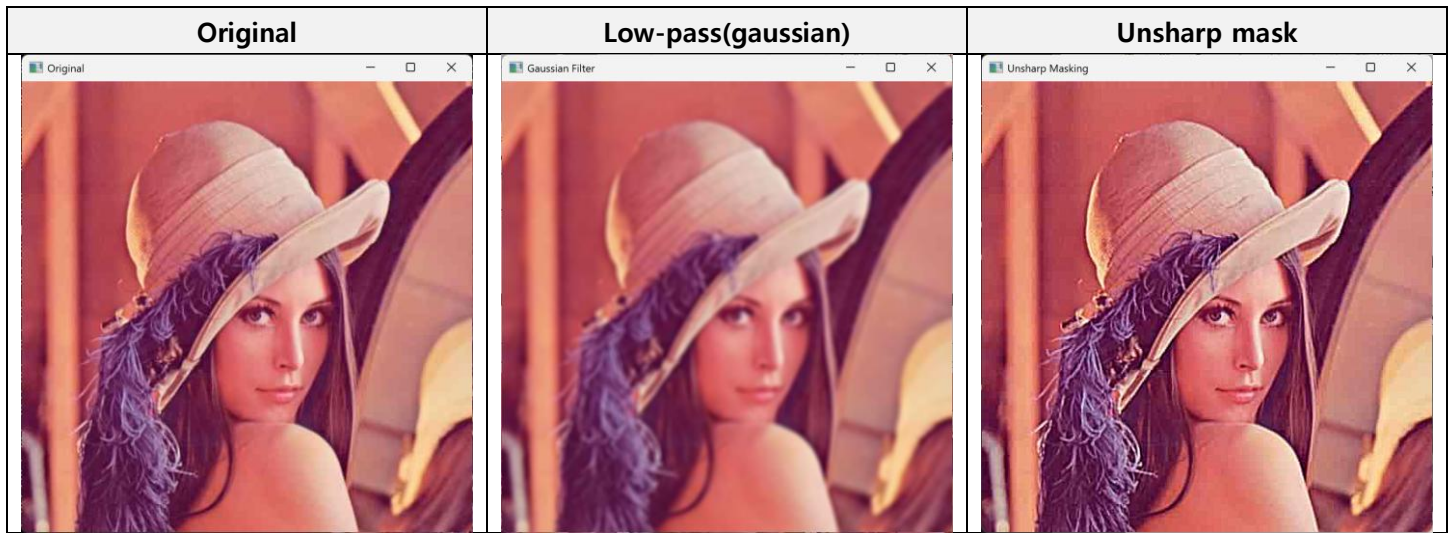 Original
Low-pass(gaussian)
Unsharp mask
Original
Gaussian Filter
Unsharp Masking